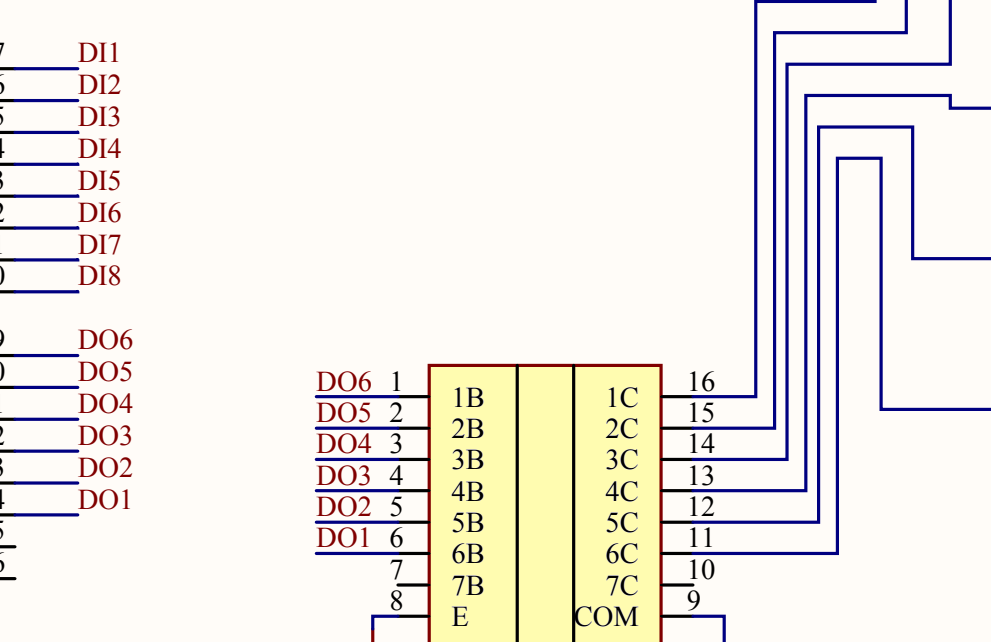 DI1
DI2
DI3
DI4
DI5
DI6
DI7
DI8
DO6
DO5
DO4
DO3
DO2
DO1
DO6 1 1B 1C 16
DO5 2 2B 2C 15
DO4 3 3B 3C 14
DO3 4 4B 4C 13
DO2 5 5B 5C 12
DO1 6 6B 6C 11
7 7B 7C 10
8 E COM 9